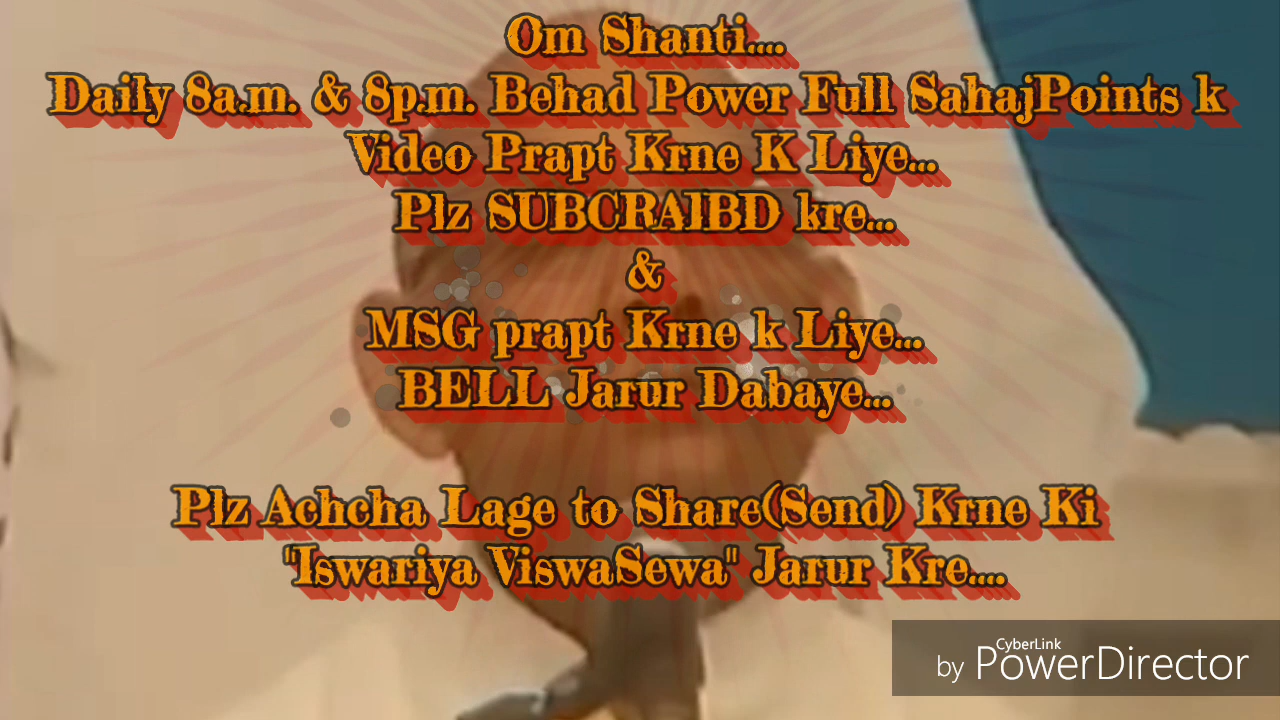 Om Shanti....
Daily 8a.m. & 8p.m. Behad Power Full SahajPoints k
Video Prapt Krne K Liye...
Plz SUBCRAIBD kre...
&
MSG prapt Krne k Liye...
BELL Jarur Dabaye...
Plz Achcha Lage to Share(Send) Krne Ki
"Iswariya ViswaSewa" Jarur Kre....
CyberLink
by PowerDirector